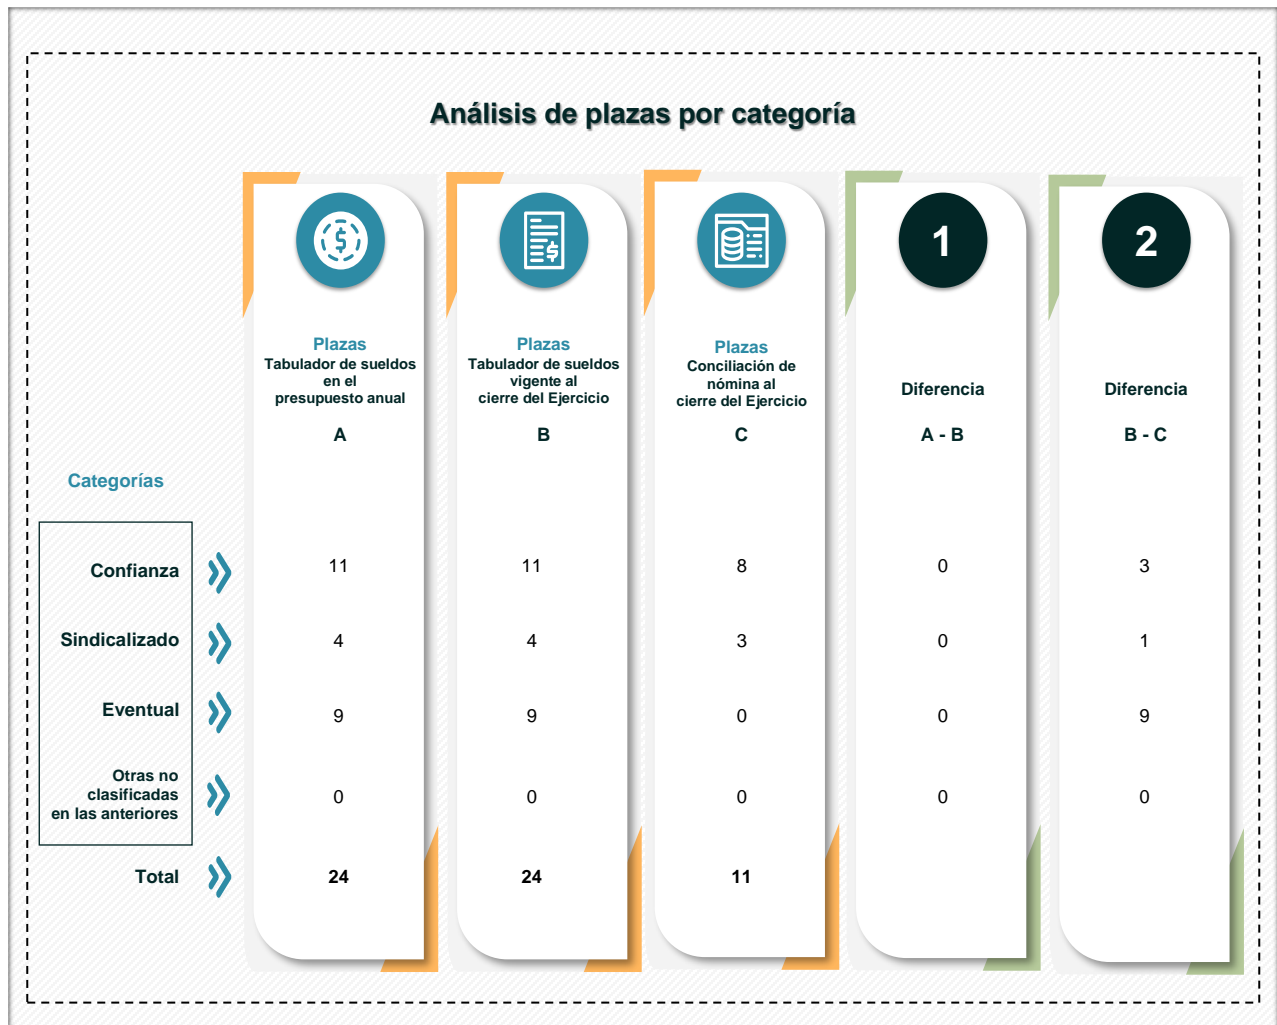 Análisis de plazas por categoría
1
2
Plazas
Tabulador de sueldos
en el
presupuesto anual
A
Plazas
Tabulador de sueldos
vigente al
cierre del Ejercicio
B
Plazas
Conciliación de
nómina al
cierre del Ejercicio
C
Diferencia
A - B
Diferencia
B - C
Categorías
Confianza
11
11
8
0
3
Sindicalizado
4
4
3
0
1
Eventual
9
9
0
0
9
Otras no
clasificadas
en las anteriores
0
0
0
0
0
Total
24
24
11